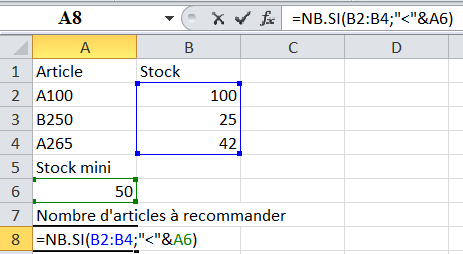 A8 fx =NB.SI(B2:B4;"<"&A6)
A B C D
1 Article Stock
2 A100 100
3 B250 25
4 A265 42
5 Stock mini
6 50
7 Nombre d'articles à recommander
8 =NB.SI(B2:B4;"<"&A6)